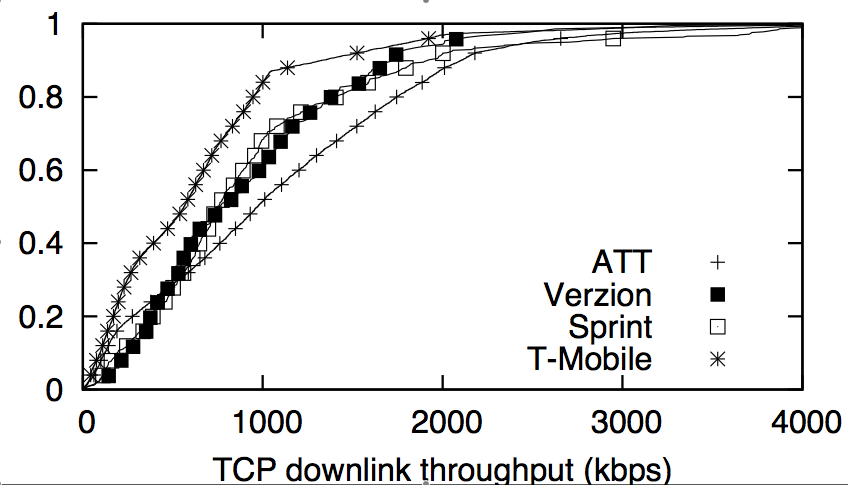 1
0.8
0.6
0.4
0.2
0
ATT
Verzion
Sprint
T-Mobile
0 1000 2000 3000 4000
TCP downlink throughput (kbps)